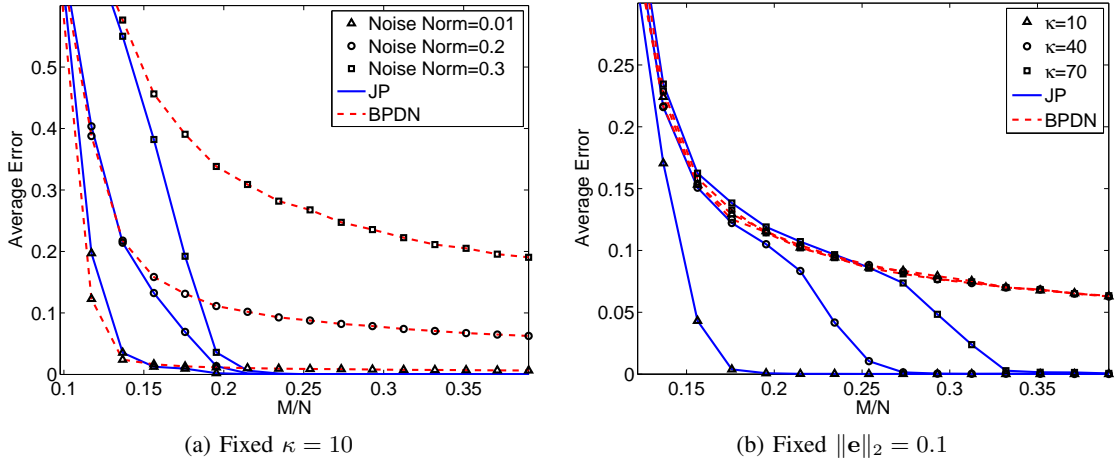 0.5
0.4
0.3
0.2
0.1
0
Average Error
0.1 0.15 0.2 0.25 0.3 0.35
M/N
Noise Norm=0.01
Noise Norm=0.2
Noise Norm=0.3
JP
BPDN
(a) Fixed κ = 10
0.25
0.2
0.15
0.1
0.05
0
Average Error
0.15 0.2 0.25 0.3 0.35
M/N
κ=10
κ=40
κ=70
JP
BPDN
(b) Fixed ‖e‖₂ = 0.1